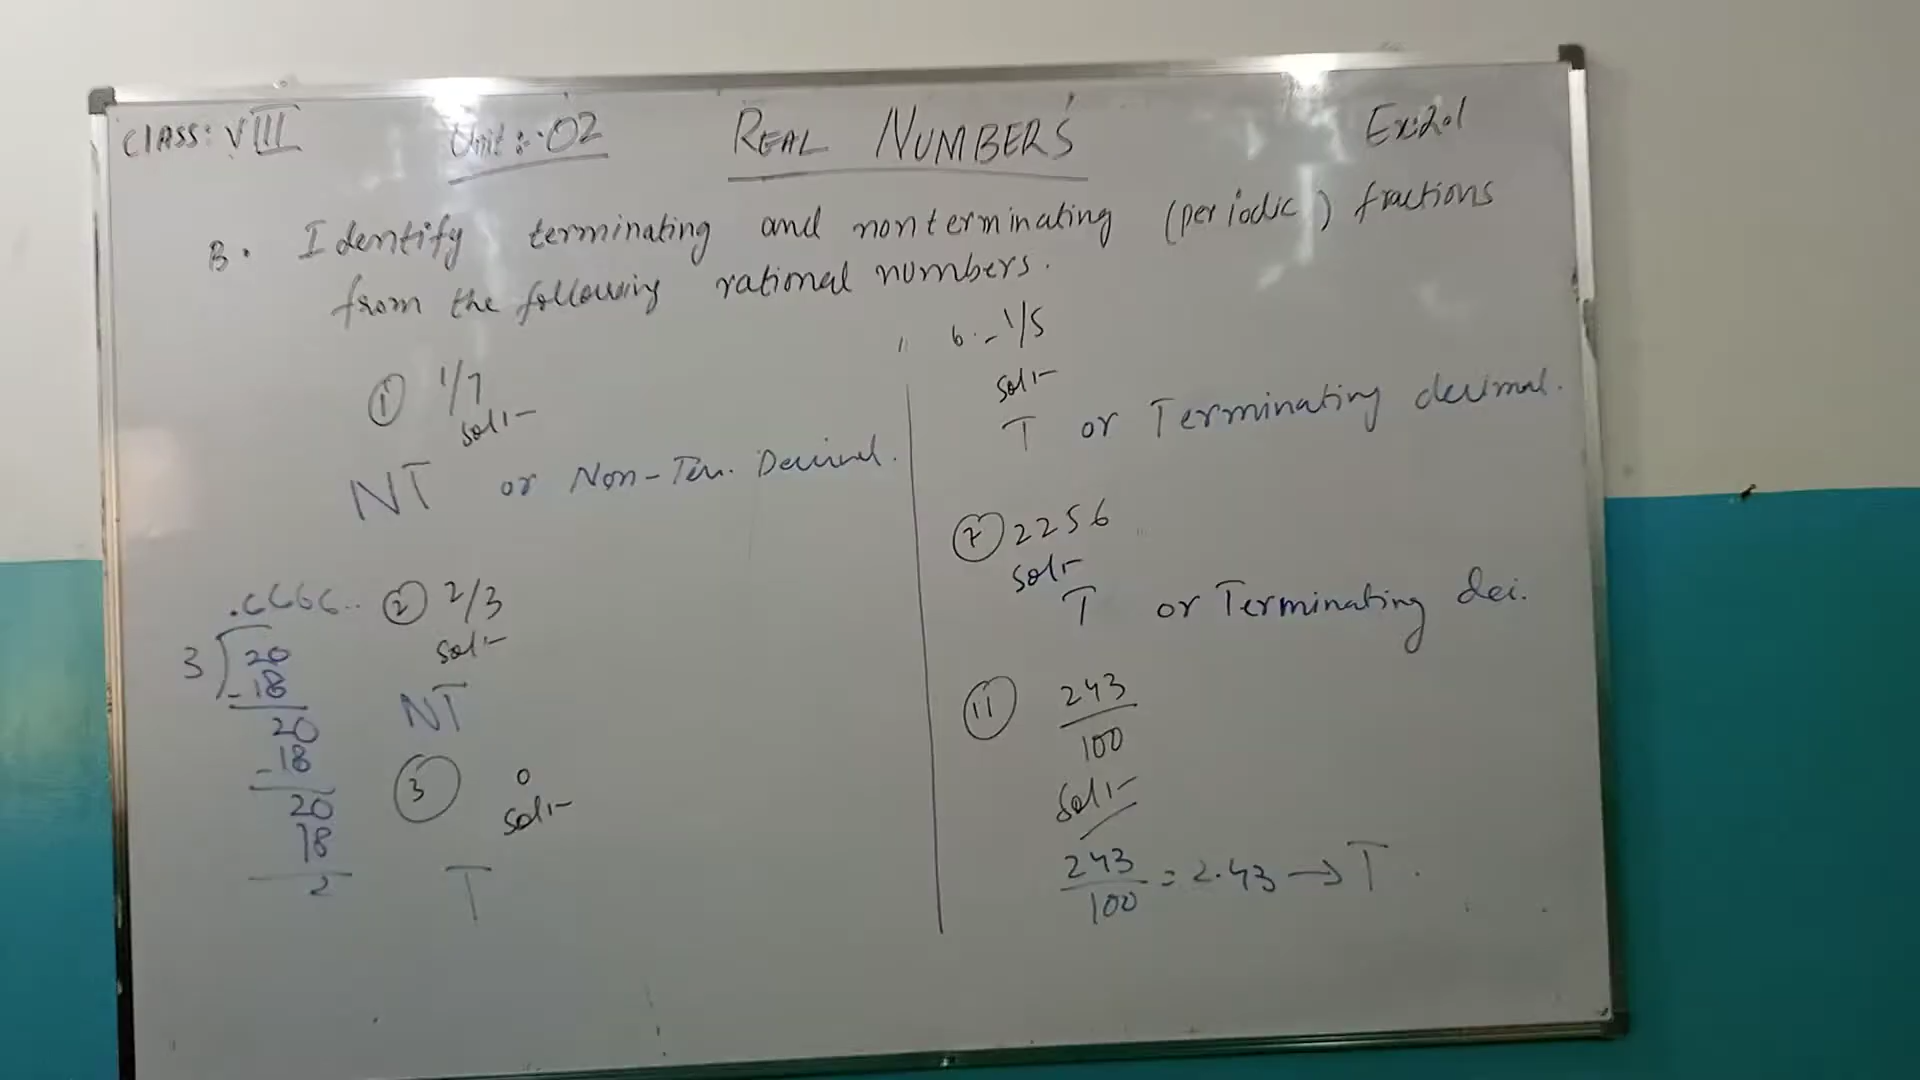 CLASS: VIII Unit :- 02 REAL NUMBERS Ex:2.1
B. Identify terminating and nonterminating (periodic) fractions
from the following rational numbers.
① 1/7
Sol:-
NT or Non-Ter. Decimal.
.6666..
3 20
-18
20
-18
20
18
2
② 2/3
Sol:-
NT
③ 0
Sol:-
T
6. -1/5
Sol:-
T or Terminating decimal.
⑦ 2256
Sol:-
T or Terminating dei.
⑪ 243
100
Sol:-
243
100 = 2.43 → T.